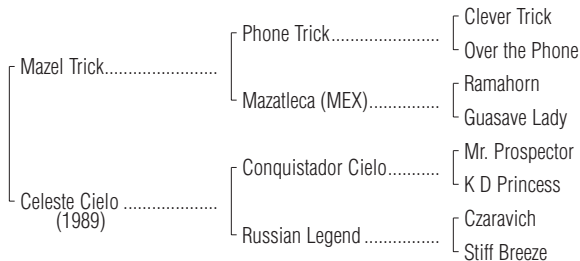 Clever Trick
Phone Trick
Over the Phone
Mazel Trick
Ramahorn
Mazatleca (MEX)
Guasave Lady
Mr. Prospector
Conquistador Cielo
K D Princess
Celeste Cielo
(1989)
Czaravich
Russian Legend
Stiff Breeze